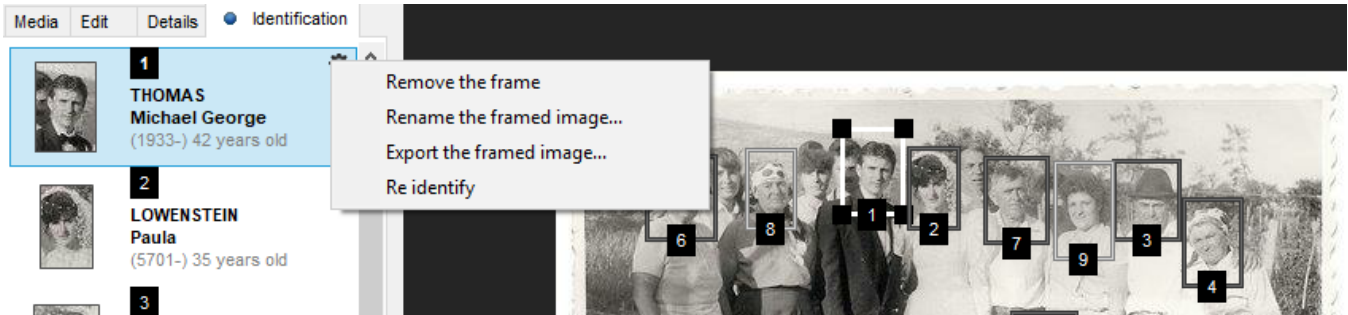 Media Edit Details Identification
1
THOMAS
Michael George
(1933-) 42 years old
2
LOWENSTEIN
Paula
(5701-) 35 years old
3
Remove the frame
Rename the framed image...
Export the framed image...
Re identify
6
8
1
2
7
9
3
4